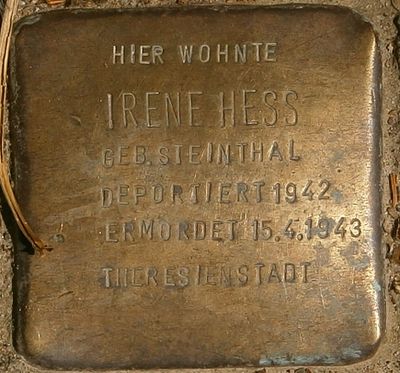 HIER WOHNTE
IRENE HESS
GEB. STEINTHAL
DEPORTIERT 1942
ERMORDET 15.4.1943
THERESIENSTADT